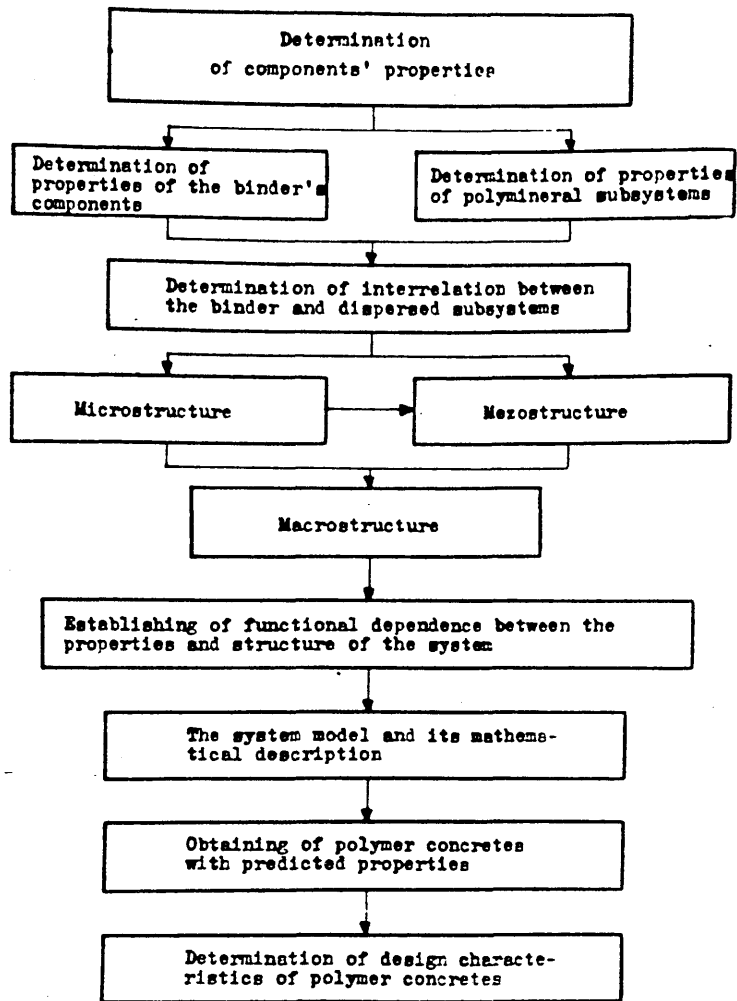 Determination
of components' properties
Determination of
properties of the binder's
components
Determination of properties
of polymineral subsystems
Determination of interrelation between
the binder and dispersed subsystems
Microstructure
Mezostructure
Macrostructure
Establishing of functional dependence between the
properties and structure of the system
The system model and its mathema-
tical description
Obtaining of polymer concretes
with predicted properties
Determination of design characte-
ristics of polymer concretes